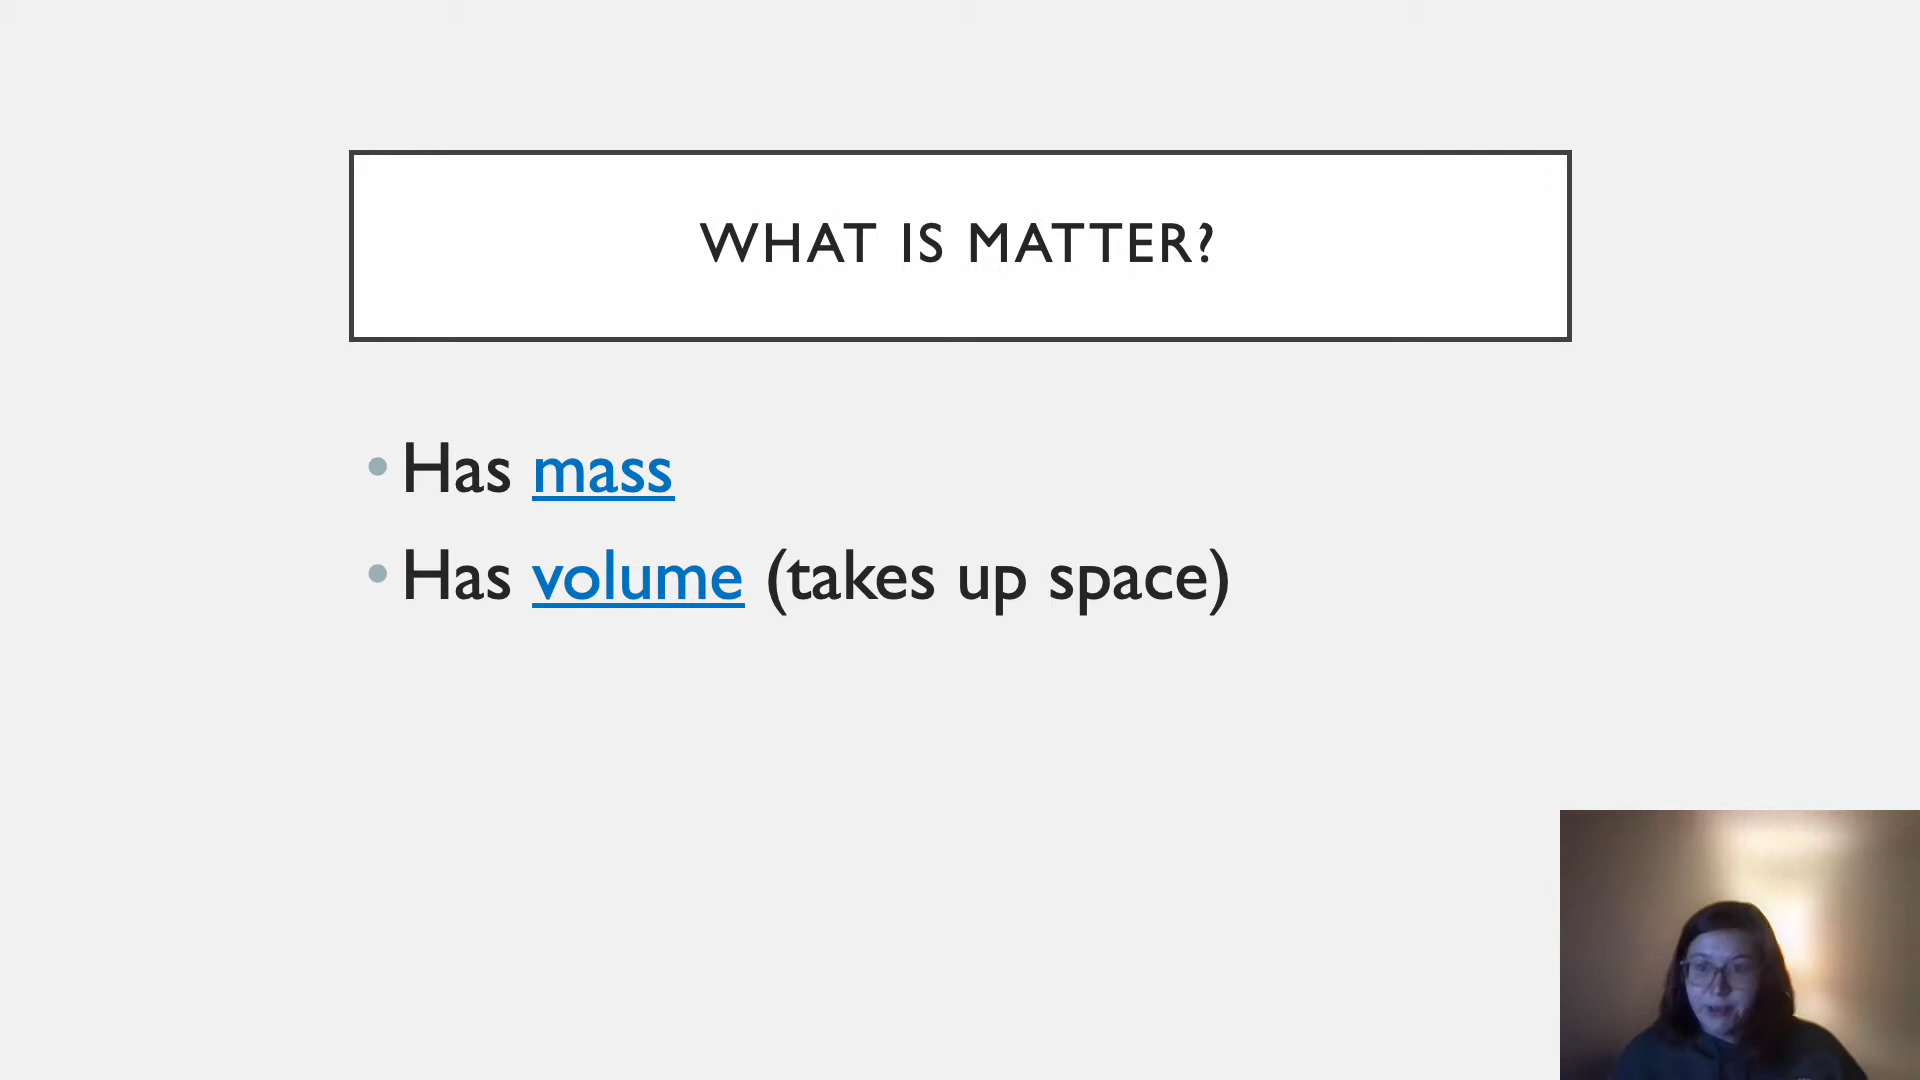 WHAT IS MATTER?
• Has mass
• Has volume (takes up space)